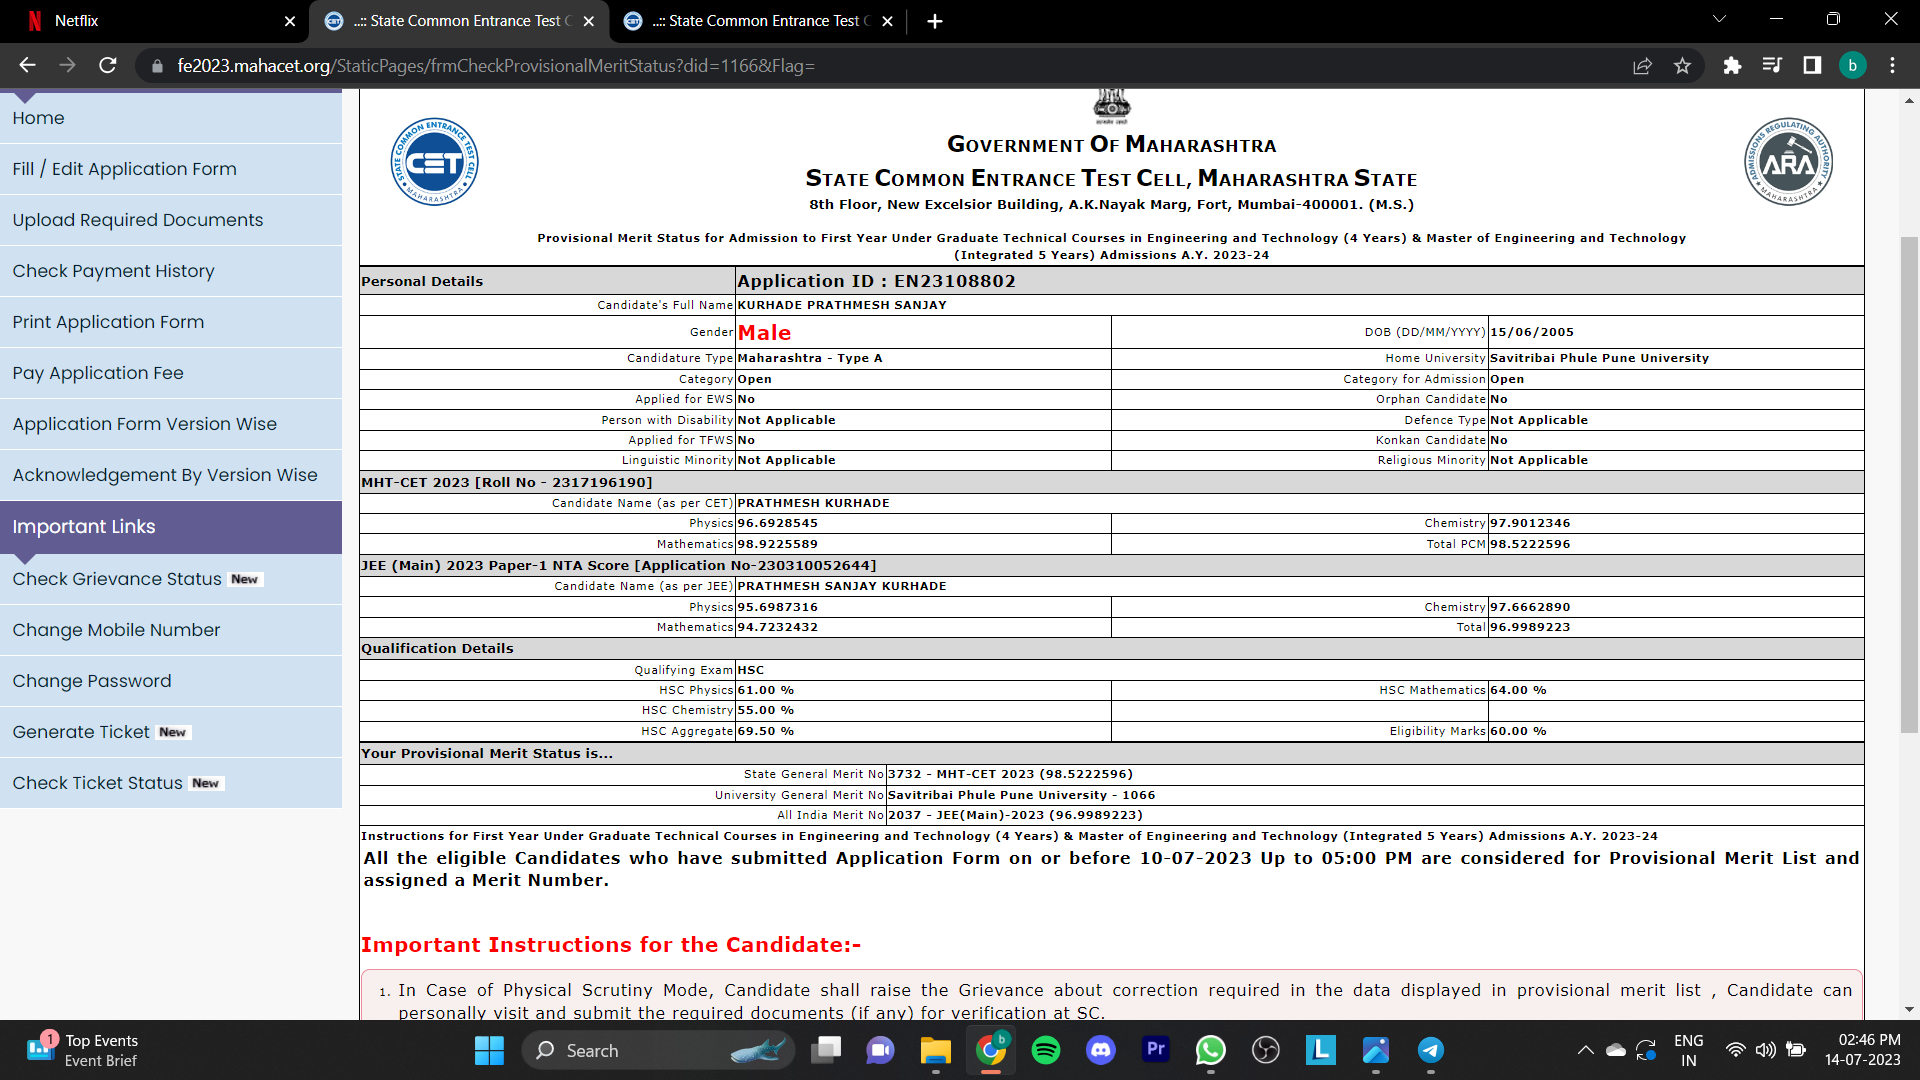 Netflix
..:: State Common Entrance Test C
..:: State Common Entrance Test C
fe2023.mahacet.org/StaticPages/frmCheckProvisionalMeritStatus?did=1166&Flag=
b
Home
Fill / Edit Application Form
Upload Required Documents
Check Payment History
Print Application Form
Pay Application Fee
Application Form Version Wise
Acknowledgement By Version Wise
Important Links
Check Grievance Status New
Change Mobile Number
Change Password
Generate Ticket New
Check Ticket Status New
STATE COMMON ENTRANCE TEST CELL
CET
MAHARASHTRA
GOVERNMENT OF MAHARASHTRA
STATE COMMON ENTRANCE TEST CELL, MAHARASHTRA STATE
8th Floor, New Excelsior Building, A.K.Nayak Marg, Fort, Mumbai-400001. (M.S.)
ADMISSIONS REGULATING AUTHORITY
ARA
MAHARASHTRA
Provisional Merit Status for Admission to First Year Under Graduate Technical Courses in Engineering and Technology (4 Years) & Master of Engineering and Technology
(Integrated 5 Years) Admissions A.Y. 2023-24
Personal Details Application ID : EN23108802
Candidate's Full Name KURHADE PRATHMESH SANJAY
Gender Male DOB (DD/MM/YYYY) 15/06/2005
Candidature Type Maharashtra - Type A Home University Savitribai Phule Pune University
Category Open Category for Admission Open
Applied for EWS No Orphan Candidate No
Person with Disability Not Applicable Defence Type Not Applicable
Applied for TFWS No Konkan Candidate No
Linguistic Minority Not Applicable Religious Minority Not Applicable
MHT-CET 2023 [Roll No - 2317196190]
Candidate Name (as per CET) PRATHMESH KURHADE
Physics 96.6928545 Chemistry 97.9012346
Mathematics 98.9225589 Total PCM 98.5222596
JEE (Main) 2023 Paper-1 NTA Score [Application No-230310052644]
Candidate Name (as per JEE) PRATHMESH SANJAY KURHADE
Physics 95.6987316 Chemistry 97.6662890
Mathematics 94.7232432 Total 96.9989223
Qualification Details
Qualifying Exam HSC
HSC Physics 61.00 % HSC Mathematics 64.00 %
HSC Chemistry 55.00 %
HSC Aggregate 69.50 % Eligibility Marks 60.00 %
Your Provisional Merit Status is...
State General Merit No 3732 - MHT-CET 2023 (98.5222596)
University General Merit No Savitribai Phule Pune University - 1066
All India Merit No 2037 - JEE(Main)-2023 (96.9989223)
Instructions for First Year Under Graduate Technical Courses in Engineering and Technology (4 Years) & Master of Engineering and Technology (Integrated 5 Years) Admissions A.Y. 2023-24
All the eligible Candidates who have submitted Application Form on or before 10-07-2023 Up to 05:00 PM are considered for Provisional Merit List and
assigned a Merit Number.
Important Instructions for the Candidate:-
1. In Case of Physical Scrutiny Mode, Candidate shall raise the Grievance about correction required in the data displayed in provisional merit list , Candidate can
personally visit and submit the required documents (if any) for verification at SC.
1
Top Events
Event Brief
Search
b
Pr
L
ENG
IN
02:46 PM
14-07-2023